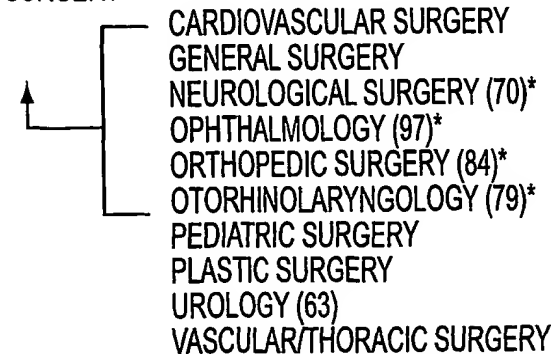 CARDIOVASCULAR SURGERY
GENERAL SURGERY
NEUROLOGICAL SURGERY (70)*
OPHTHALMOLOGY (97)*
ORTHOPEDIC SURGERY (84)*
OTORHINOLARYNGOLOGY (79)*
PEDIATRIC SURGERY
PLASTIC SURGERY
UROLOGY (63)
VASCULAR/THORACIC SURGERY